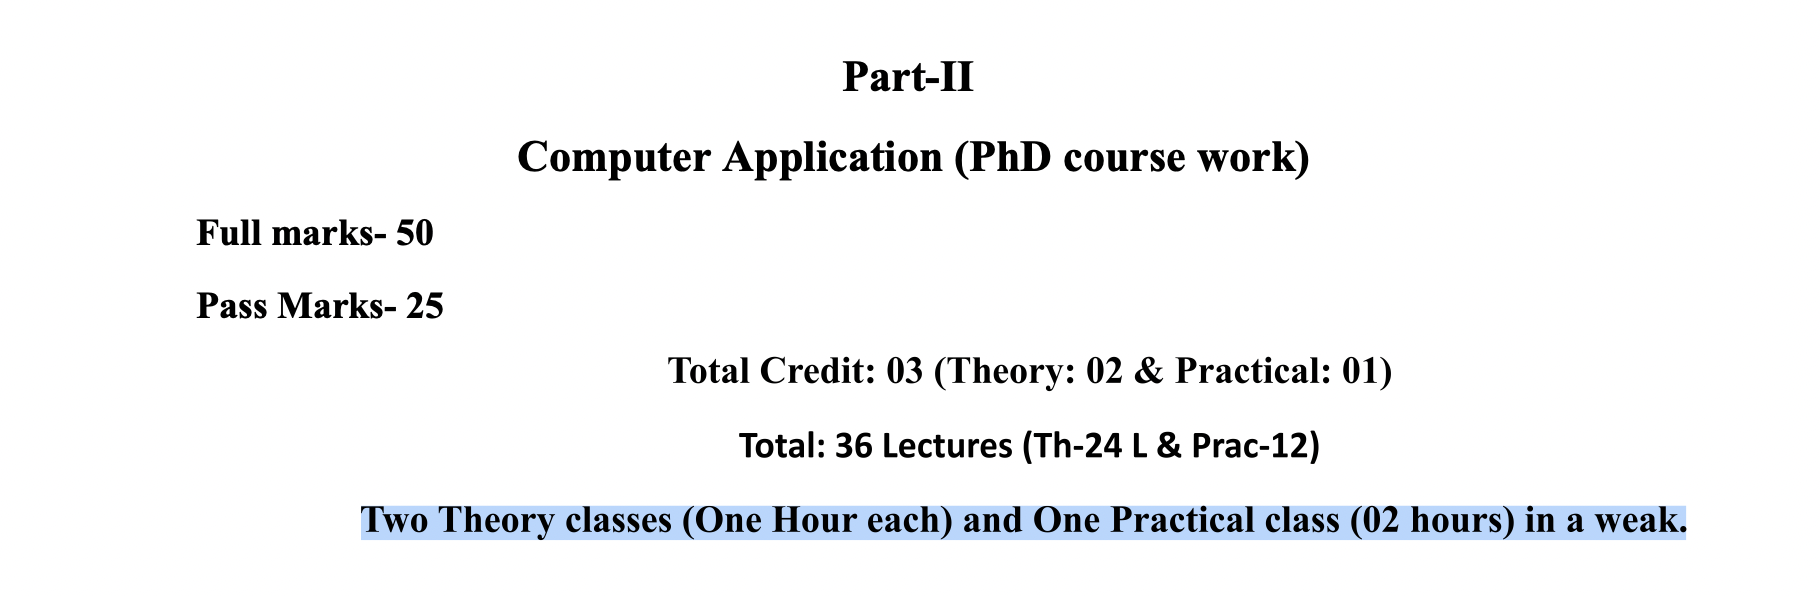 Part-II
Computer Application (PhD course work)
Full marks- 50
Pass Marks- 25
Total Credit: 03 (Theory: 02 & Practical: 01)
Total: 36 Lectures (Th-24 L & Prac-12)
Two Theory classes (One Hour each) and One Practical class (02 hours) in a weak.